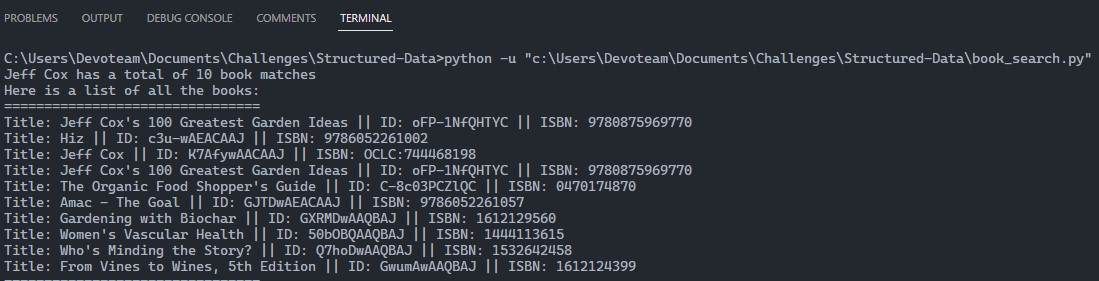 PROBLEMS OUTPUT DEBUG CONSOLE COMMENTS TERMINAL
C:\Users\Devoteam\Documents\Challenges\Structured-Data>python -u "c:\Users\Devoteam\Documents\Challenges\Structured-Data\book_search.py"
Jeff Cox has a total of 10 book matches
Here is a list of all the books:
================================
Title: Jeff Cox's 100 Greatest Garden Ideas || ID: oFP-1NfQHTYC || ISBN: 9780875969770
Title: Hiz || ID: c3u-wAEACAAJ || ISBN: 9786052261002
Title: Jeff Cox || ID: K7AfywAACAAJ || ISBN: OCLC:744468198
Title: Jeff Cox's 100 Greatest Garden Ideas || ID: oFP-1NfQHTYC || ISBN: 9780875969770
Title: The Organic Food Shopper's Guide || ID: C-8c03PCZlQC || ISBN: 0470174870
Title: Amac - The Goal || ID: GJTDwAEACAAJ || ISBN: 9786052261057
Title: Gardening with Biochar || ID: GXRMDwAAQBAJ || ISBN: 1612129560
Title: Women's Vascular Health || ID: 50bOBQAAQBAJ || ISBN: 1444113615
Title: Who's Minding the Story? || ID: Q7hoDwAAQBAJ || ISBN: 1532642458
Title: From Vines to Wines, 5th Edition || ID: GwumAwAAQBAJ || ISBN: 1612124399
================================